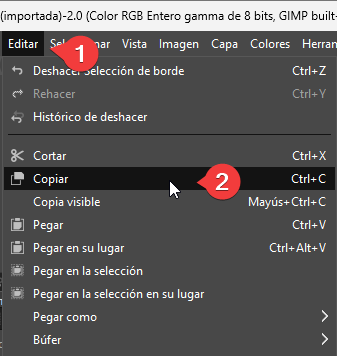 (importada)-2.0 (Color RGB Entero gamma de 8 bits, GIMP built-
Editar 1 Sele nar Vista Imagen Capa Colores Herran
Deshacer Selección de borde Ctrl+Z
Rehacer Ctrl+Y
Histórico de deshacer
Cortar Ctrl+X
Copiar 2 Ctrl+C
Copia visible Mayús+Ctrl+C
Pegar Ctrl+V
Pegar en su lugar Ctrl+Alt+V
Pegar en la selección
Pegar en la selección en su lugar
Pegar como
Búfer